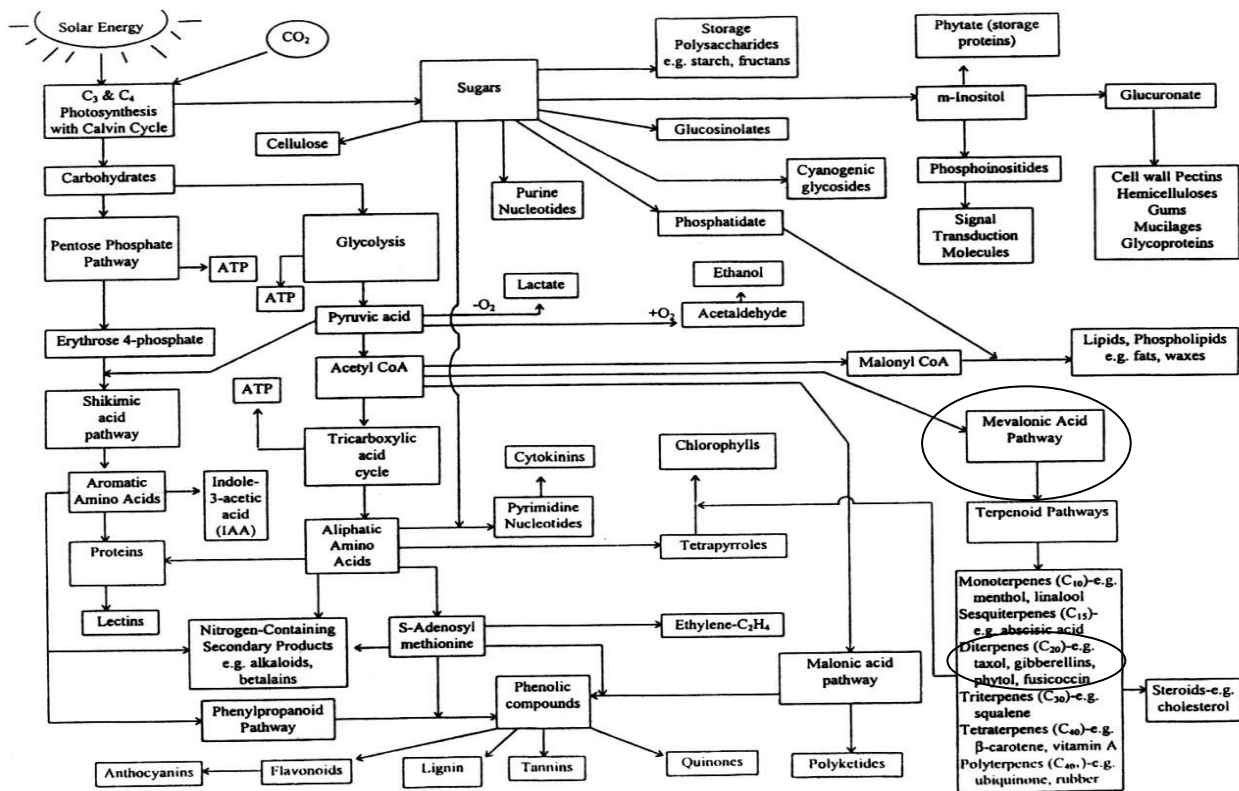 Solar Energy
CO₂
C₃ & C₄
Photosynthesis
with Calvin Cycle
Sugars
Storage
Polysaccharides
e.g. starch, fructans
Phytate (storage
proteins)
m-Inositol
Glucuronate
Cellulose
Glucosinolates
Carbohydrates
Purine
Nucleotides
Cyanogenic
glycosides
Phosphoinositides
Cell wall Pectins
Hemicelluloses
Gums
Mucilages
Glycoproteins
Phosphatidate
Signal
Transduction
Molecules
Pentose Phosphate
Pathway
ATP
Glycolysis
ATP
Ethanol
Lactate
-O₂
Acetaldehyde
+O₂
Pyruvic acid
Erythrose 4-phosphate
Acetyl CoA
Malonyl CoA
Lipids, Phospholipids
e.g. fats, waxes
ATP
Shikimic
acid
pathway
Tricarboxylic
acid
cycle
Mevalonic Acid
Pathway
Chlorophylls
Cytokinins
Aromatic
Amino Acids
Indole-
3-acetic
acid
(IAA)
Pyrimidine
Nucleotides
Terpenoid Pathways
Aliphatic
Amino
Acids
Tetrapyrroles
Proteins
Lectins
Monoterpenes (C₁₀)-e.g.
menthol, linalool
Sesquiterpenes (C₁₅)-
e.g. abscisic acid
Diterpenes (C₂₀)-e.g.
taxol, gibberellins,
phytol, fusicoccin
Triterpenes (C₃₀)-e.g.
squalene
Tetraterpenes (C₄₀)-e.g.
β-carotene, vitamin A
Polyterpenes (C₄₀₊)-e.g.
ubiquinone, rubber
Steroids-e.g.
cholesterol
Nitrogen-Containing
Secondary Products
e.g. alkaloids,
betalains
S-Adenosyl
methionine
Ethylene-C₂H₄
Malonic acid
pathway
Phenylpropanoid
Pathway
Phenolic
compounds
Anthocyanins
Flavonoids
Lignin
Tannins
Quinones
Polyketides